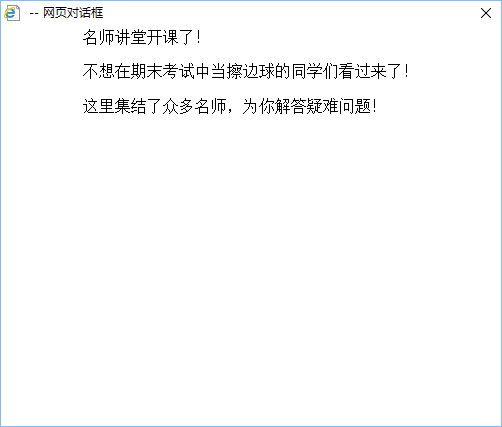 -- 网页对话框
名师讲堂开课了！
不想在期末考试中当擦边球的同学们看过来了！
这里集结了众多名师，为你解答疑难问题！